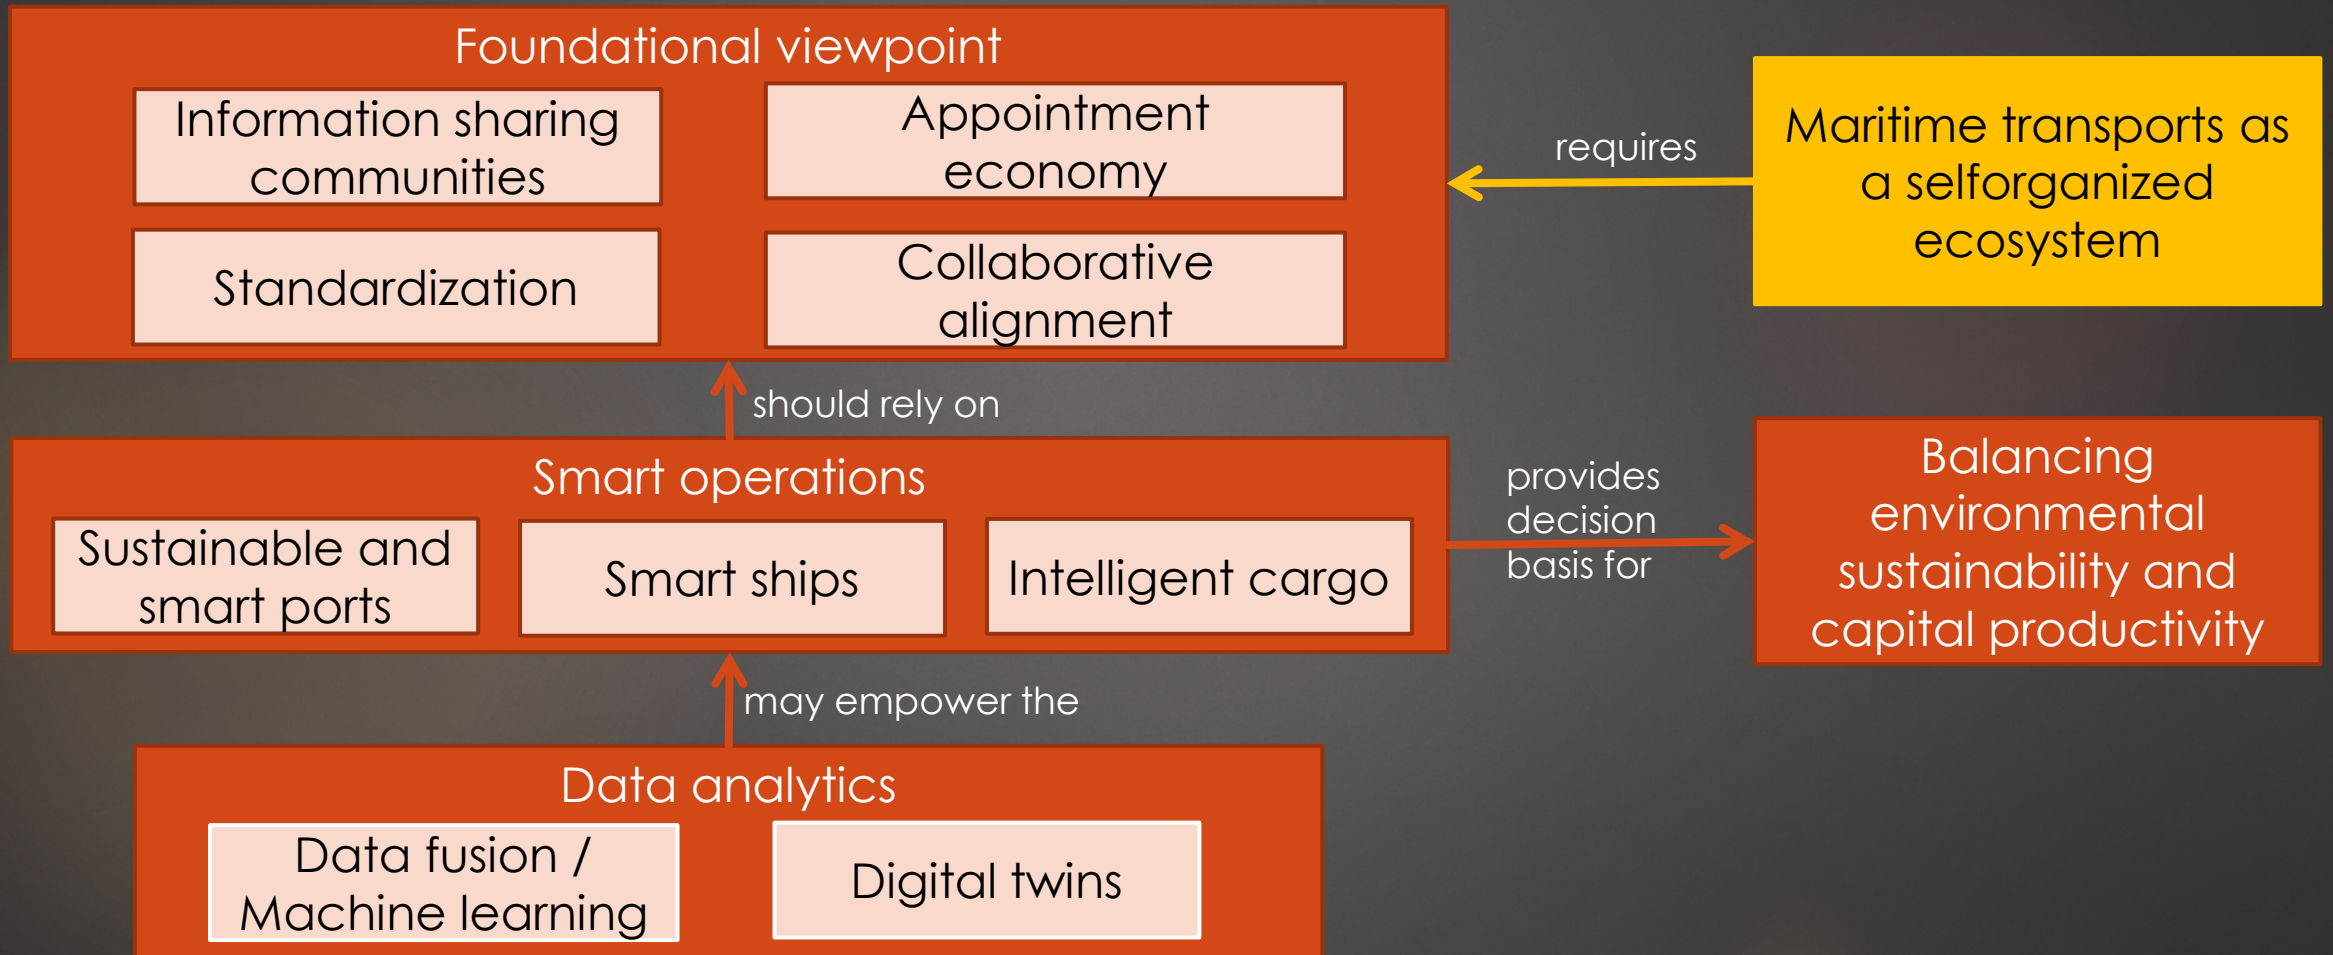 Foundational viewpoint
Information sharing
communities
Appointment
economy
Standardization
Collaborative
alignment
requires
Maritime transports as
a selforganized
ecosystem
should rely on
Smart operations
Sustainable and
smart ports
Smart ships
Intelligent cargo
provides
decision
basis for
Balancing
environmental
sustainability and
capital productivity
may empower the
Data analytics
Data fusion /
Machine learning
Digital twins